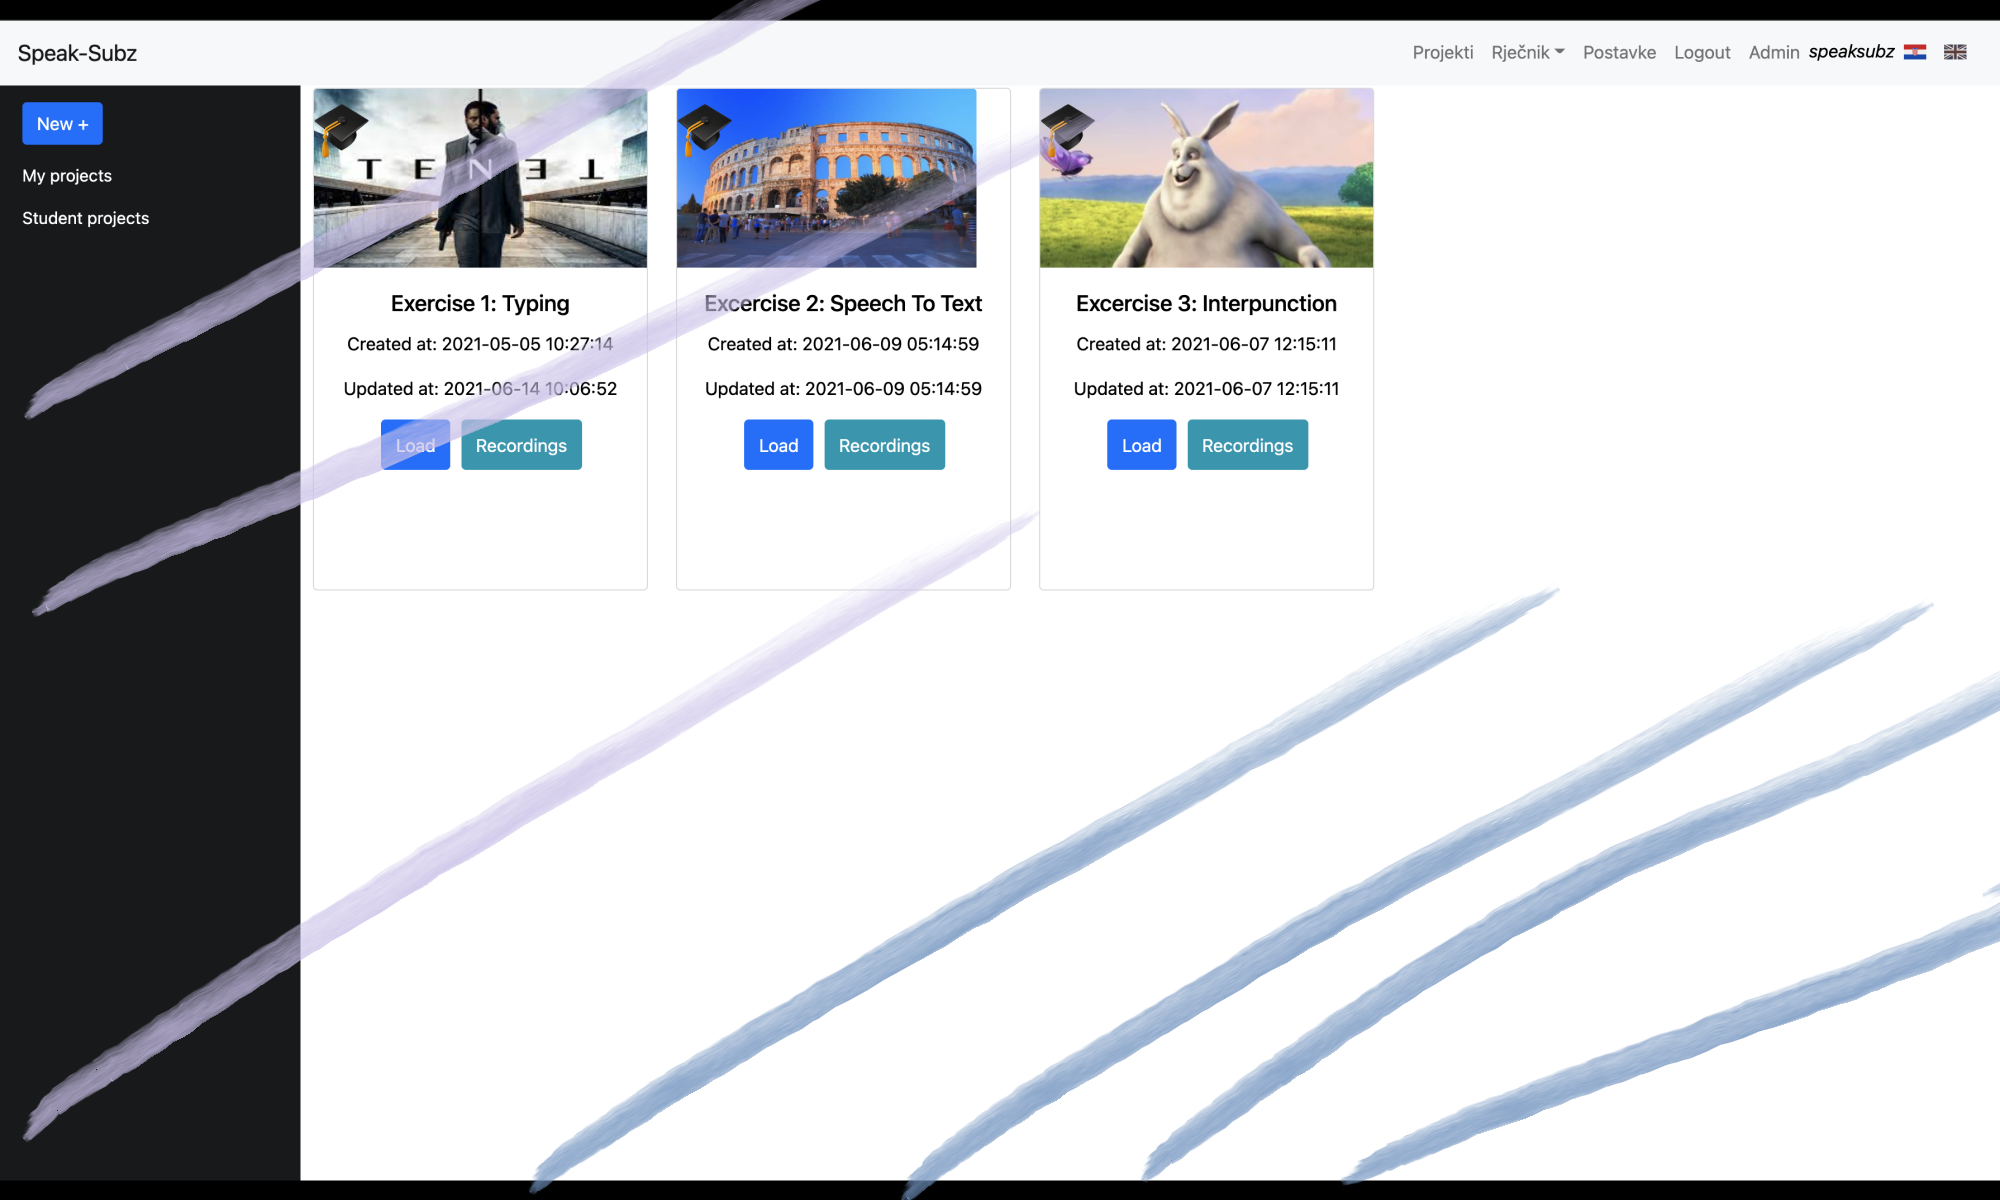 Speak-Subz
Projekti Rječnik Postavke Logout Admin speaksubz
New +
My projects
Student projects
TENET
Exercise 1: Typing
Created at: 2021-05-05 10:27:14
Updated at: 2021-06-14 10:06:52
Load Recordings
Excercise 2: Speech To Text
Created at: 2021-06-09 05:14:59
Updated at: 2021-06-09 05:14:59
Load Recordings
Excercise 3: Interpunction
Created at: 2021-06-07 12:15:11
Updated at: 2021-06-07 12:15:11
Load Recordings